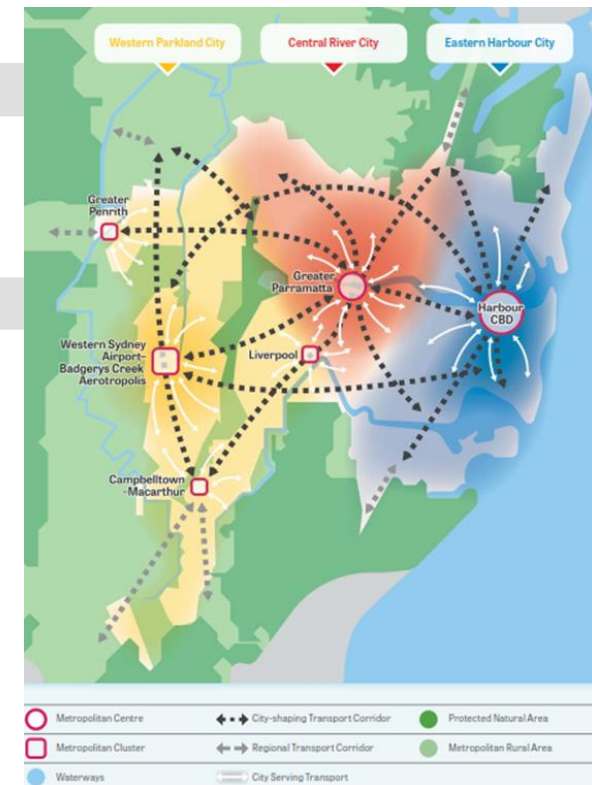 Western Parkland City
Central River City
Eastern Harbour City
Greater
Penrith
Greater
Parramatta
Harbour
CBD
Western Sydney
Airport-
Badgerys Creek
Aerotropolis
Liverpool
Campbelltown
-Macarthur
Metropolitan Centre
City-shaping Transport Corridor
Protected Natural Area
Metropolitan Cluster
Regional Transport Corridor
Metropolitan Rural Area
Waterways
City Serving Transport